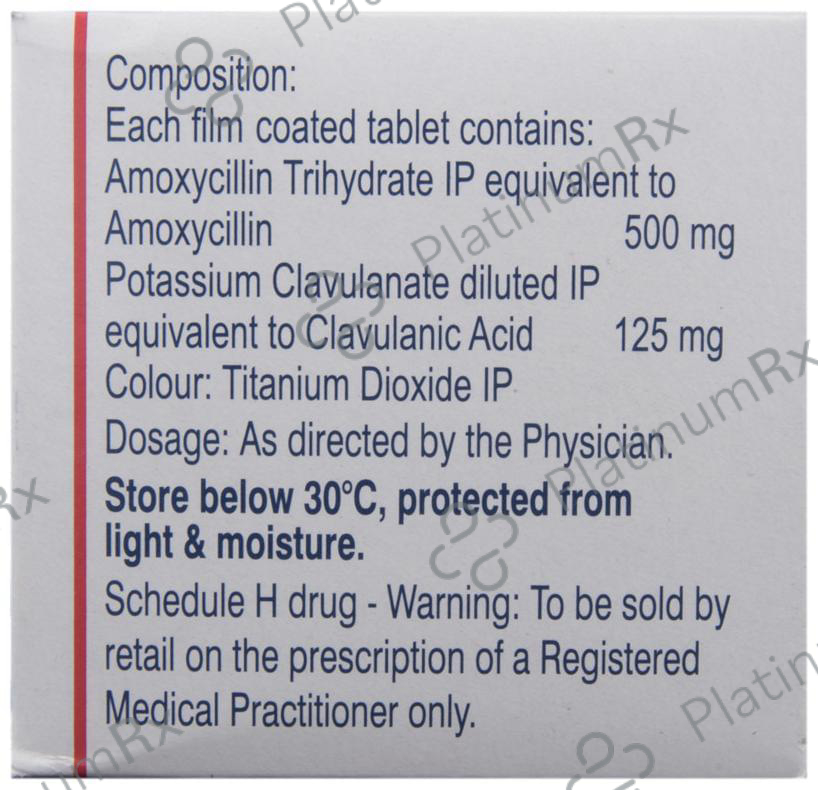 Composition:
Each film coated tablet contains:
Amoxycillin Trihydrate IP equivalent to
Amoxycillin 500 mg
Potassium Clavulanate diluted IP
equivalent to Clavulanic Acid 125 mg
Colour: Titanium Dioxide IP
Dosage: As directed by the Physician.
Store below 30°C, protected from
light & moisture.
Schedule H drug - Warning: To be sold by
retail on the prescription of a Registered
Medical Practitioner only.
PlatinumRx
PlatinumRx